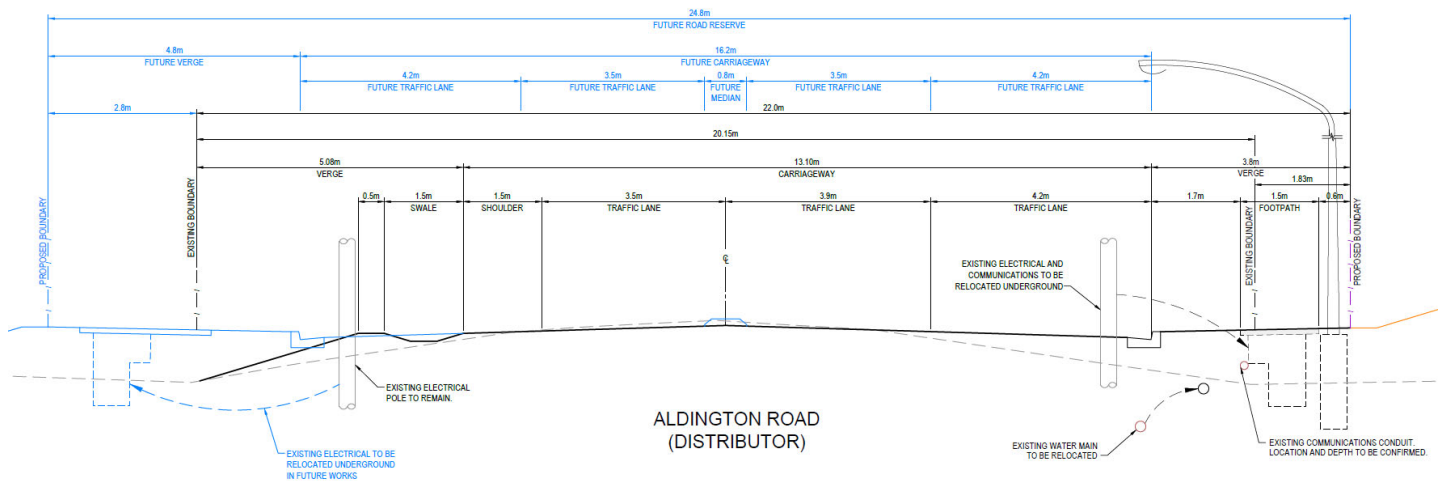 24.8m
FUTURE ROAD RESERVE
4.8m
FUTURE VERGE
16.2m
FUTURE CARRIAGEWAY
4.2m
FUTURE TRAFFIC LANE
3.5m
FUTURE TRAFFIC LANE
0.8m
FUTURE
MEDIAN
3.5m
FUTURE TRAFFIC LANE
4.2m
FUTURE TRAFFIC LANE
2.8m
22.0m
20.15m
5.08m
VERGE
13.10m
CARRIAGEWAY
3.8m
VERGE
1.83m
0.5m
1.5m
SWALE
1.5m
SHOULDER
3.5m
TRAFFIC LANE
3.9m
TRAFFIC LANE
4.2m
TRAFFIC LANE
1.7m
1.5m
FOOTPATH
0.6m
PROPOSED BOUNDARY
EXISTING BOUNDARY
℄
EXISTING BOUNDARY
PROPOSED BOUNDARY
EXISTING ELECTRICAL AND
COMMUNICATIONS TO BE
RELOCATED UNDERGROUND
EXISTING ELECTRICAL
POLE TO REMAIN.
ALDINGTON ROAD
(DISTRIBUTOR)
EXISTING ELECTRICAL TO BE
RELOCATED UNDERGROUND
IN FUTURE WORKS
EXISTING WATER MAIN
TO BE RELOCATED
EXISTING COMMUNICATIONS CONDUIT.
LOCATION AND DEPTH TO BE CONFIRMED.